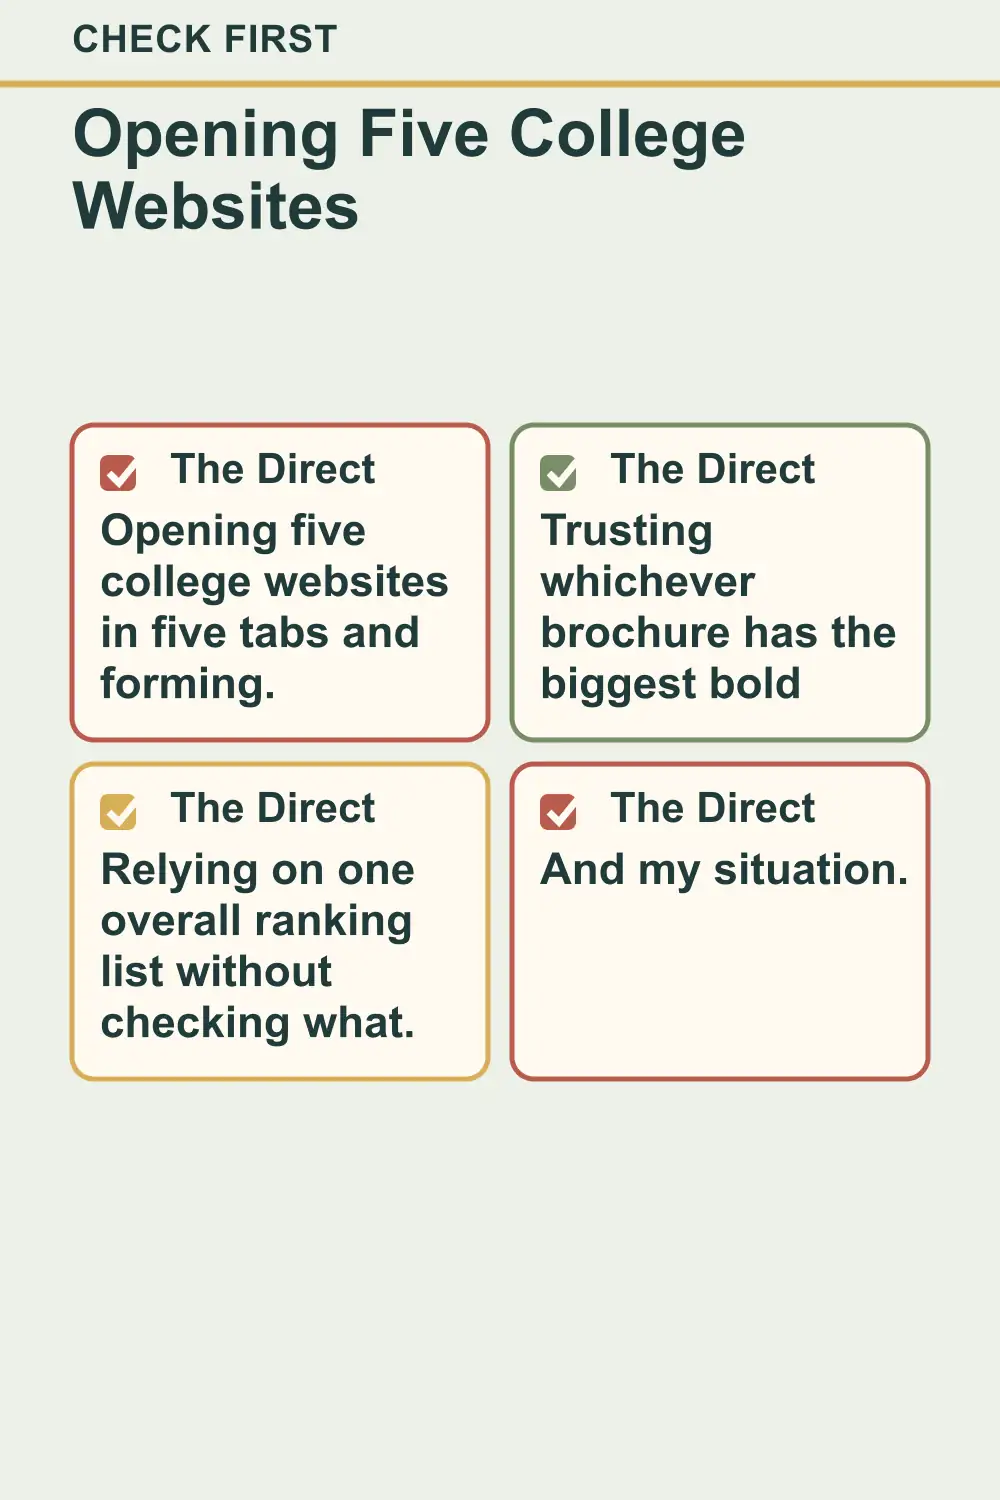 CHECK FIRST
Opening Five College
Websites
The Direct
Opening five
college websites
in five tabs and
forming.
The Direct
Trusting
whichever
brochure has the
biggest bold
The Direct
Relying on one
overall ranking
list without
checking what.
The Direct
And my situation.